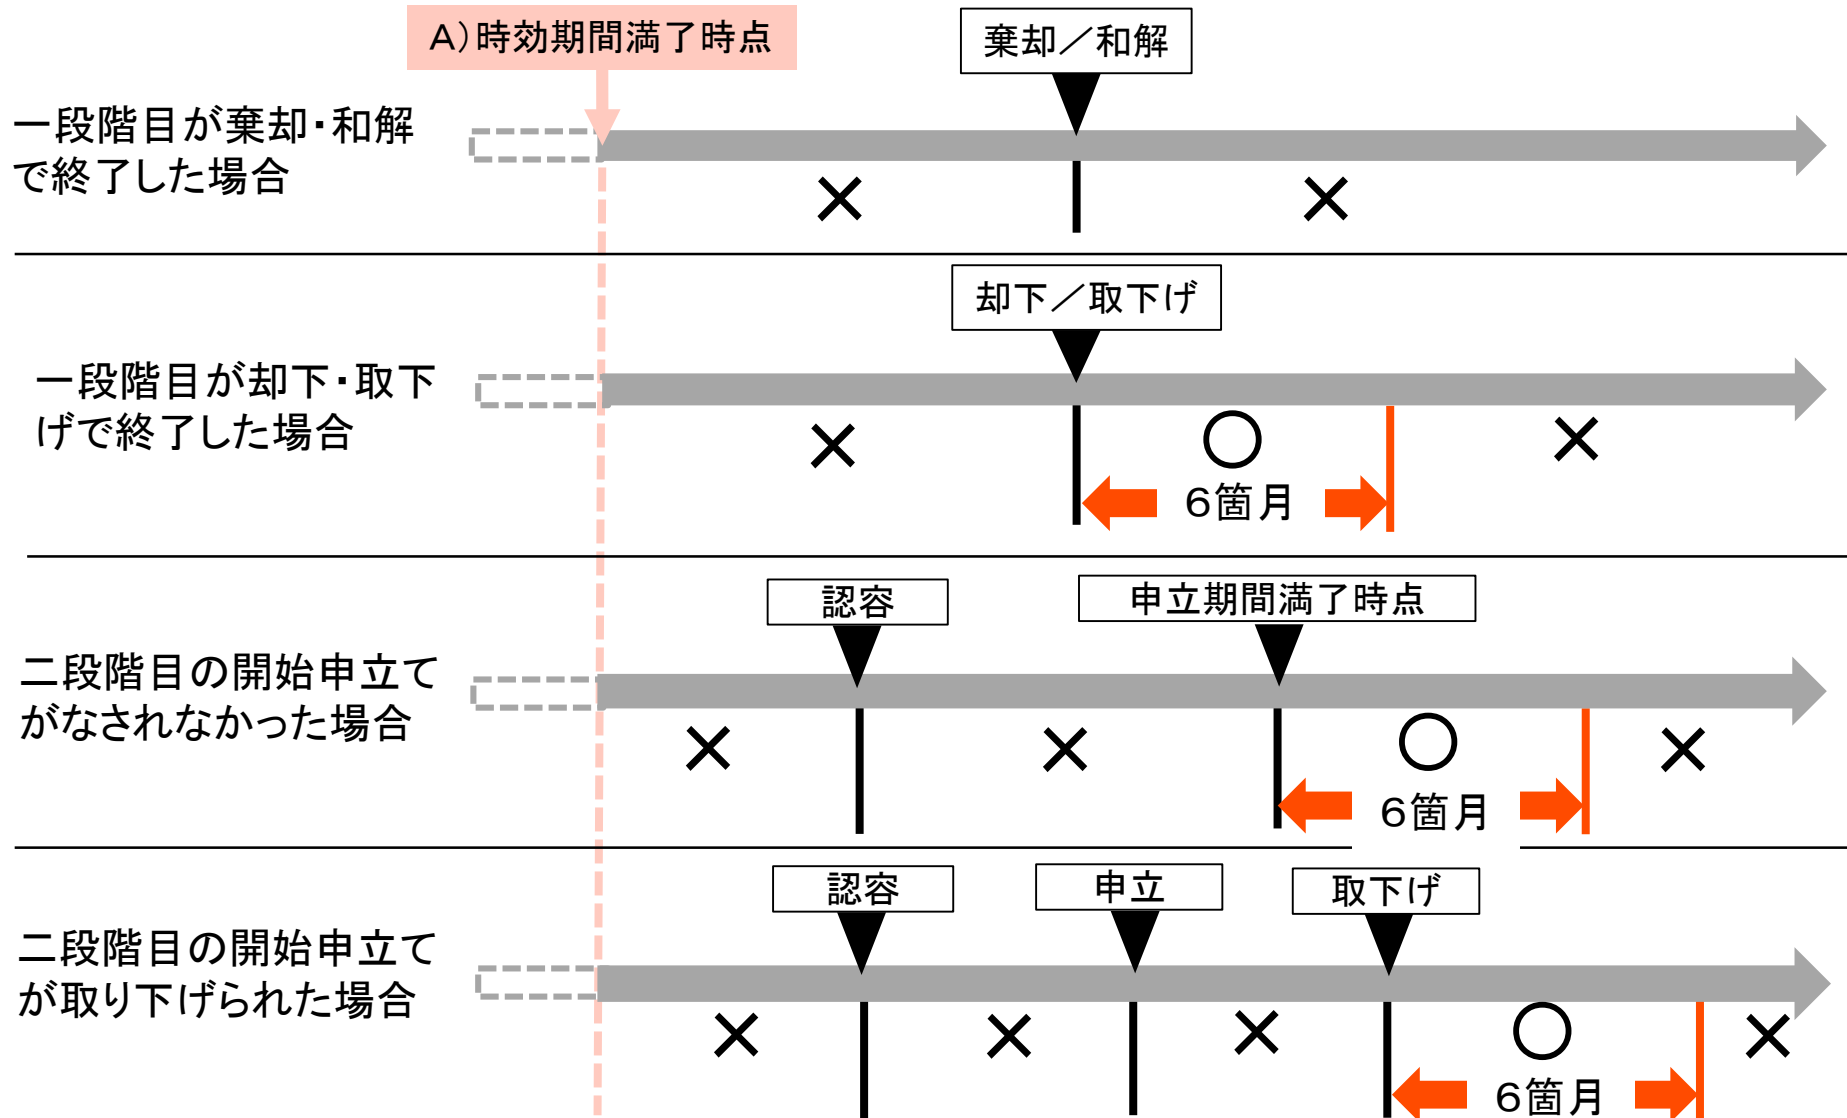 A）時効期間満了時点
棄却／和解
一段階目が棄却・和解
で終了した場合
×
×
却下／取下げ
一段階目が却下・取下
げで終了した場合
×
○
×
６箇月
認容
申立期間満了時点
二段階目の開始申立て
がなされなかった場合
×
×
○
×
６箇月
認容
申立
取下げ
二段階目の開始申立て
が取り下げられた場合
×
×
×
○
×
６箇月